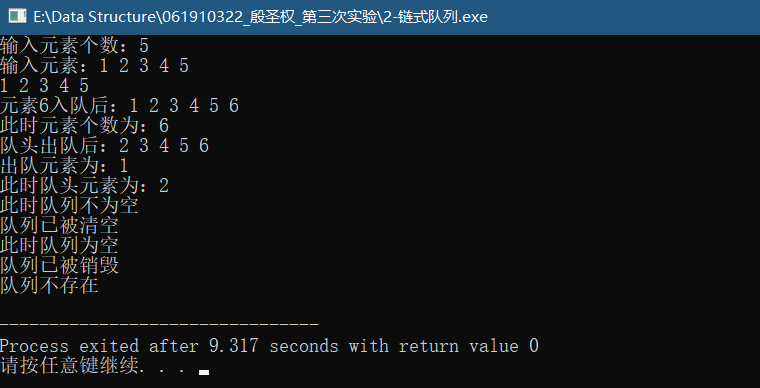 E:\Data Structure\061910322_殷圣权_第三次实验\2-链式队列.exe
输入元素个数：5
输入元素：1 2 3 4 5
1 2 3 4 5
元素6入队后：1 2 3 4 5 6
此时元素个数为：6
队头出队后：2 3 4 5 6
出队元素为：1
此时队头元素为：2
此时队列不为空
队列已被清空
此时队列为空
队列已被销毁
队列不存在
--------------------------------
Process exited after 9.317 seconds with return value 0
请按任意键继续. . .